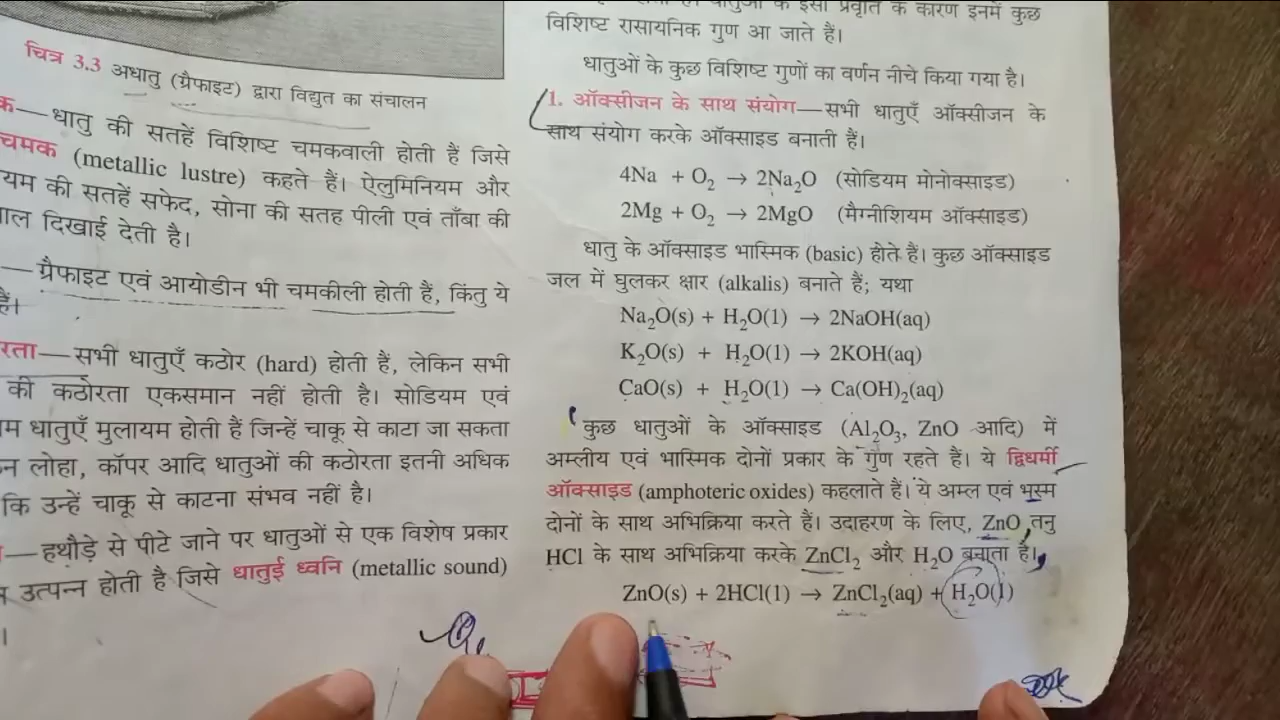 चित्र 3.3 अधातु (ग्रैफाइट) द्वारा विद्युत का संचालन
क—धातु की सतहें विशिष्ट चमकवाली होती हैं जिसे
चमक (metallic lustre) कहते हैं। ऐलुमिनियम और
यम की सतहें सफेद, सोना की सतह पीली एवं ताँबा की
दिखाई देती है।
—ग्रैफाइट एवं आयोडीन भी चमकीली होती हैं, किंतु ये
हैं।
रता—सभी धातुएँ कठोर (hard) होती हैं, लेकिन सभी
की कठोरता एकसमान नहीं होती है। सोडियम एवं
म धातुएँ मुलायम होती हैं जिन्हें चाकू से काटा जा सकता
लोहा, कॉपर आदि धातुओं की कठोरता इतनी अधिक
कि उन्हें चाकू से काटना संभव नहीं है।
—हथौड़े से पीटे जाने पर धातुओं से एक विशेष प्रकार
उत्पन्न होती है जिसे धातुई ध्वनि (metallic sound)
।
धातुओं के इसी प्रवृति के कारण इनमें कुछ
विशिष्ट रासायनिक गुण आ जाते हैं।
धातुओं के कुछ विशिष्ट गुणों का वर्णन नीचे किया गया है।
1. ऑक्सीजन के साथ संयोग—सभी धातुएँ ऑक्सीजन के
साथ संयोग करके ऑक्साइड बनाती हैं।
4Na + O₂ → 2Na₂O (सोडियम मोनोक्साइड)
2Mg + O₂ → 2MgO (मैग्नीशियम ऑक्साइड)
धातु के ऑक्साइड भास्मिक (basic) होते हैं। कुछ ऑक्साइड
जल में घुलकर क्षार (alkalis) बनाते हैं; यथा
Na₂O(s) + H₂O(l) → 2NaOH(aq)
K₂O(s) + H₂O(l) → 2KOH(aq)
CaO(s) + H₂O(l) → Ca(OH)₂(aq)
कुछ धातुओं के ऑक्साइड (Al₂O₃, ZnO आदि) में
अम्लीय एवं भास्मिक दोनों प्रकार के गुण रहते हैं। ये द्विधर्मी
ऑक्साइड (amphoteric oxides) कहलाते हैं। ये अम्ल एवं भस्म
दोनों के साथ अभिक्रिया करते हैं। उदाहरण के लिए, ZnO तनु
HCl के साथ अभिक्रिया करके ZnCl₂ और H₂O बनाता है।
ZnO(s) + 2HCl(l) → ZnCl₂(aq) + H₂O(l)